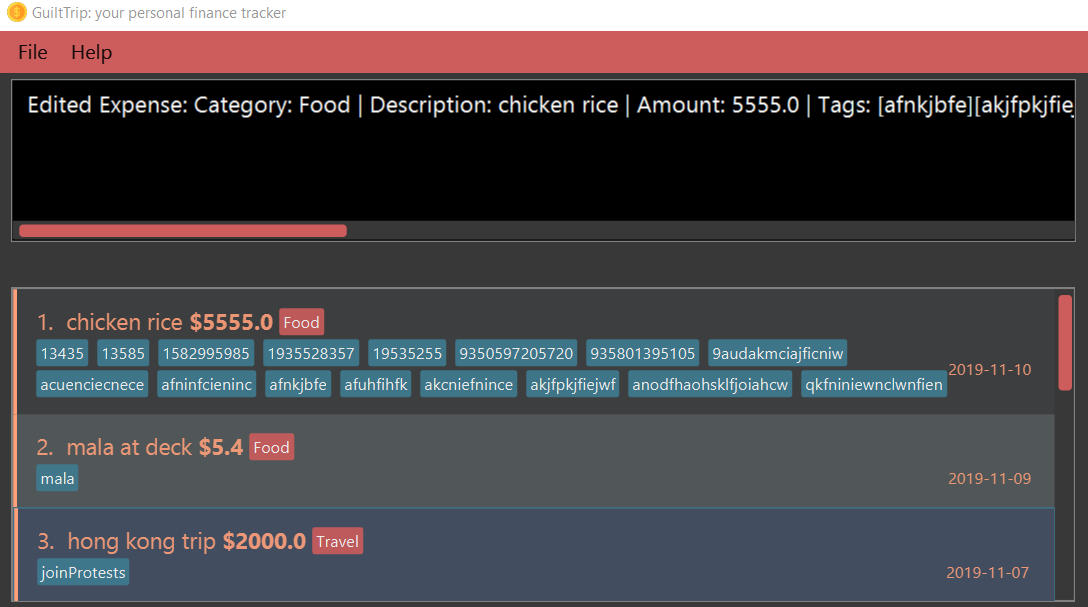 GuiltTrip: your personal finance tracker
File Help
Edited Expense: Category: Food | Description: chicken rice | Amount: 5555.0 | Tags: [afnkjbfe][akjfpkjfie
1. chicken rice $5555.0 Food
13435 13585 1582995985 1935528357 19535255 9350597205720 935801395105 9audakmciajficniw
acuenciecnece afninfcieninc afnkjbfe afuhfihfk akcniefnince akjfpkjfiejwf anodfhaohsklfjoiahcw qkfniniewnclwnfien
2019-11-10
2. mala at deck $5.4 Food
mala 2019-11-09
3. hong kong trip $2000.0 Travel
joinProtests 2019-11-07